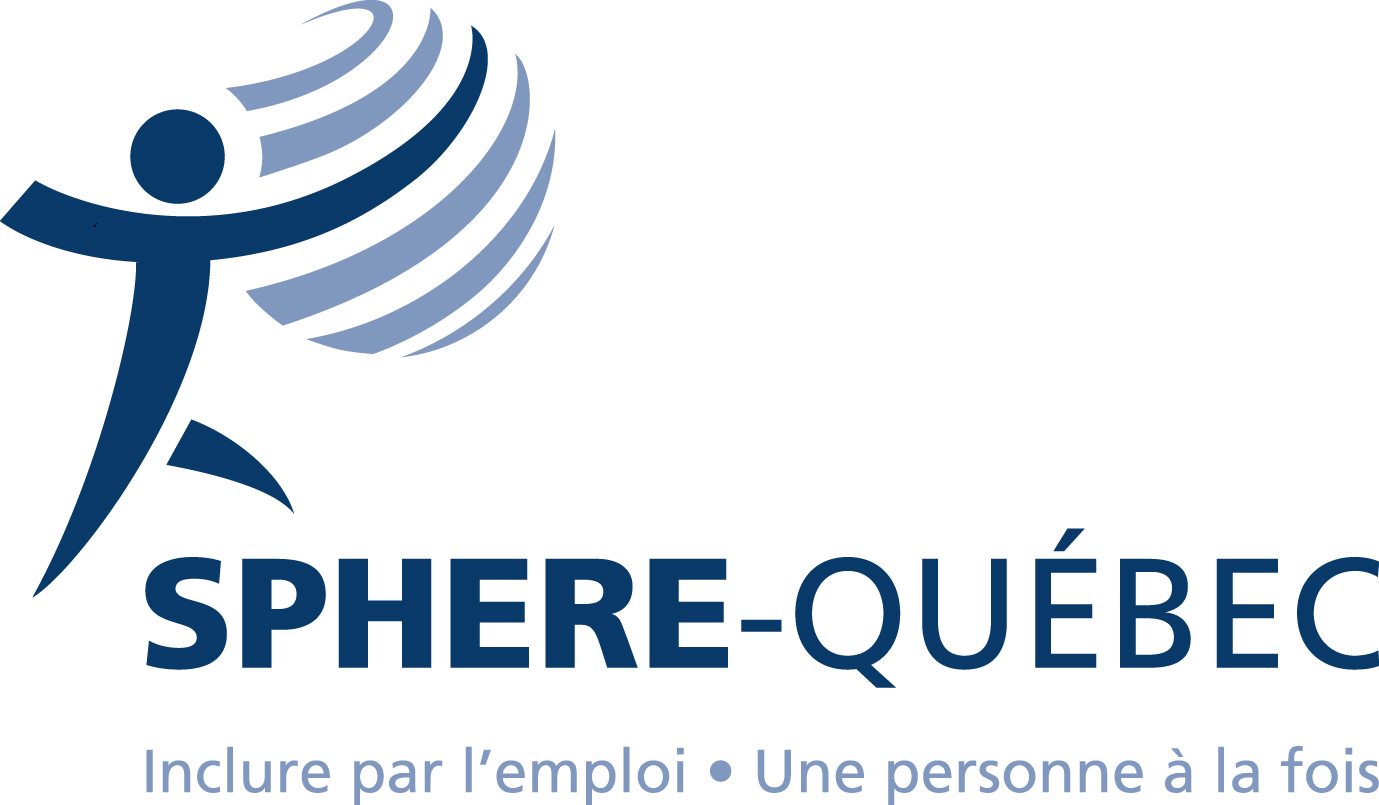 SPHERE-QUÉBEC
Inclure par l’emploi • Une personne à la fois